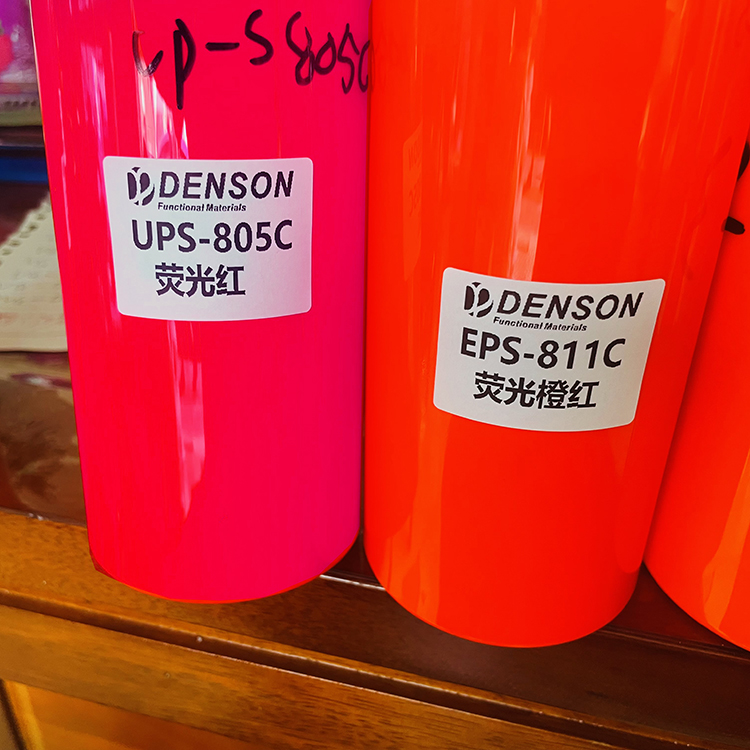 DENSON
Functional Materials
UPS-805C
荧光红
DENSON
Functional Materials
EPS-811C
荧光橙红